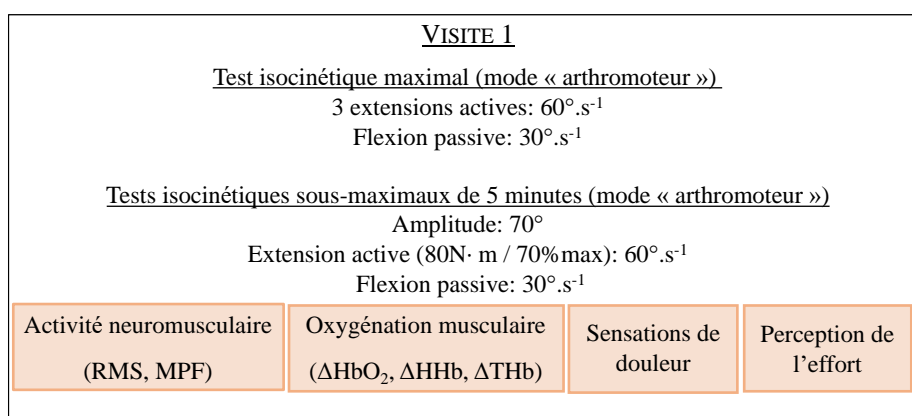 VISITE 1
Test isocinétique maximal (mode « arthromoteur »)
3 extensions actives: 60°.s-1
Flexion passive: 30°.s-1
Tests isocinétiques sous-maximaux de 5 minutes (mode « arthromoteur »)
Amplitude: 70°
Extension active (80N· m / 70%max): 60°.s-1
Flexion passive: 30°.s-1
Activité neuromusculaire
(RMS, MPF)
Oxygénation musculaire
(ΔHbO2, ΔHHb, ΔTHb)
Sensations de
douleur
Perception de
l’effort